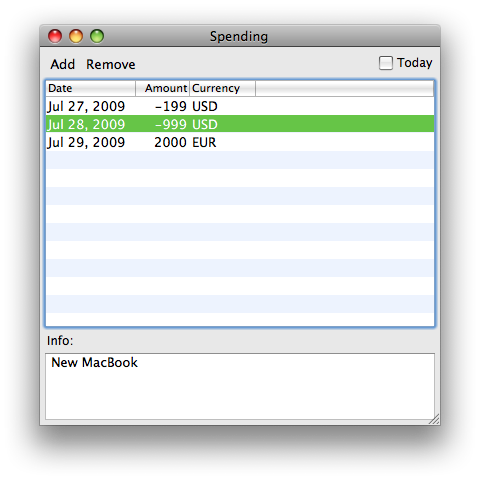 Spending
Add Remove Today
Date Amount Currency
Jul 27, 2009 -199 USD
Jul 28, 2009 -999 USD
Jul 29, 2009 2000 EUR
Info:
New MacBook